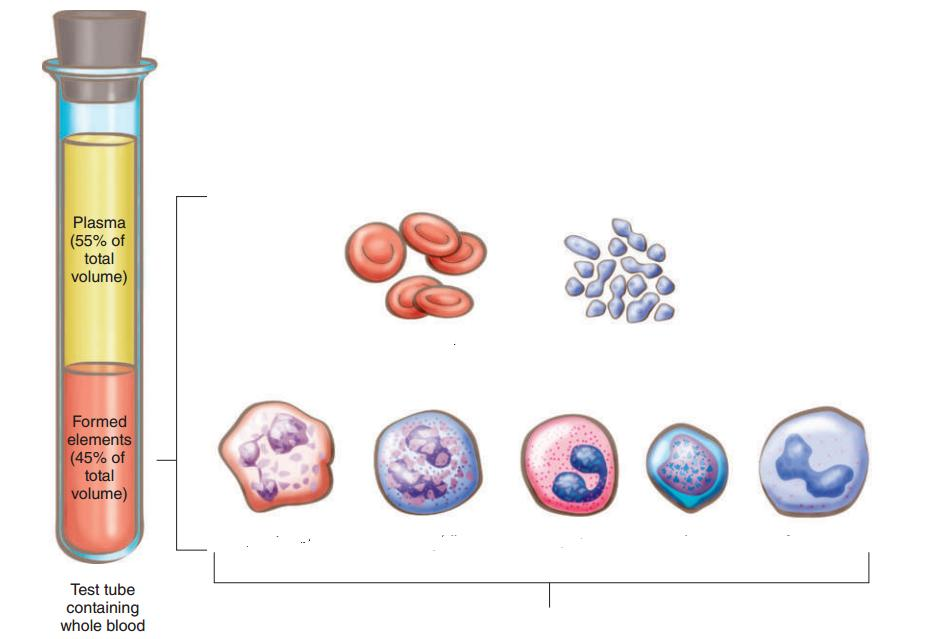 Plasma
(55% of
total
volume)
Formed
elements
(45% of
total
volume)
Test tube
containing
whole blood